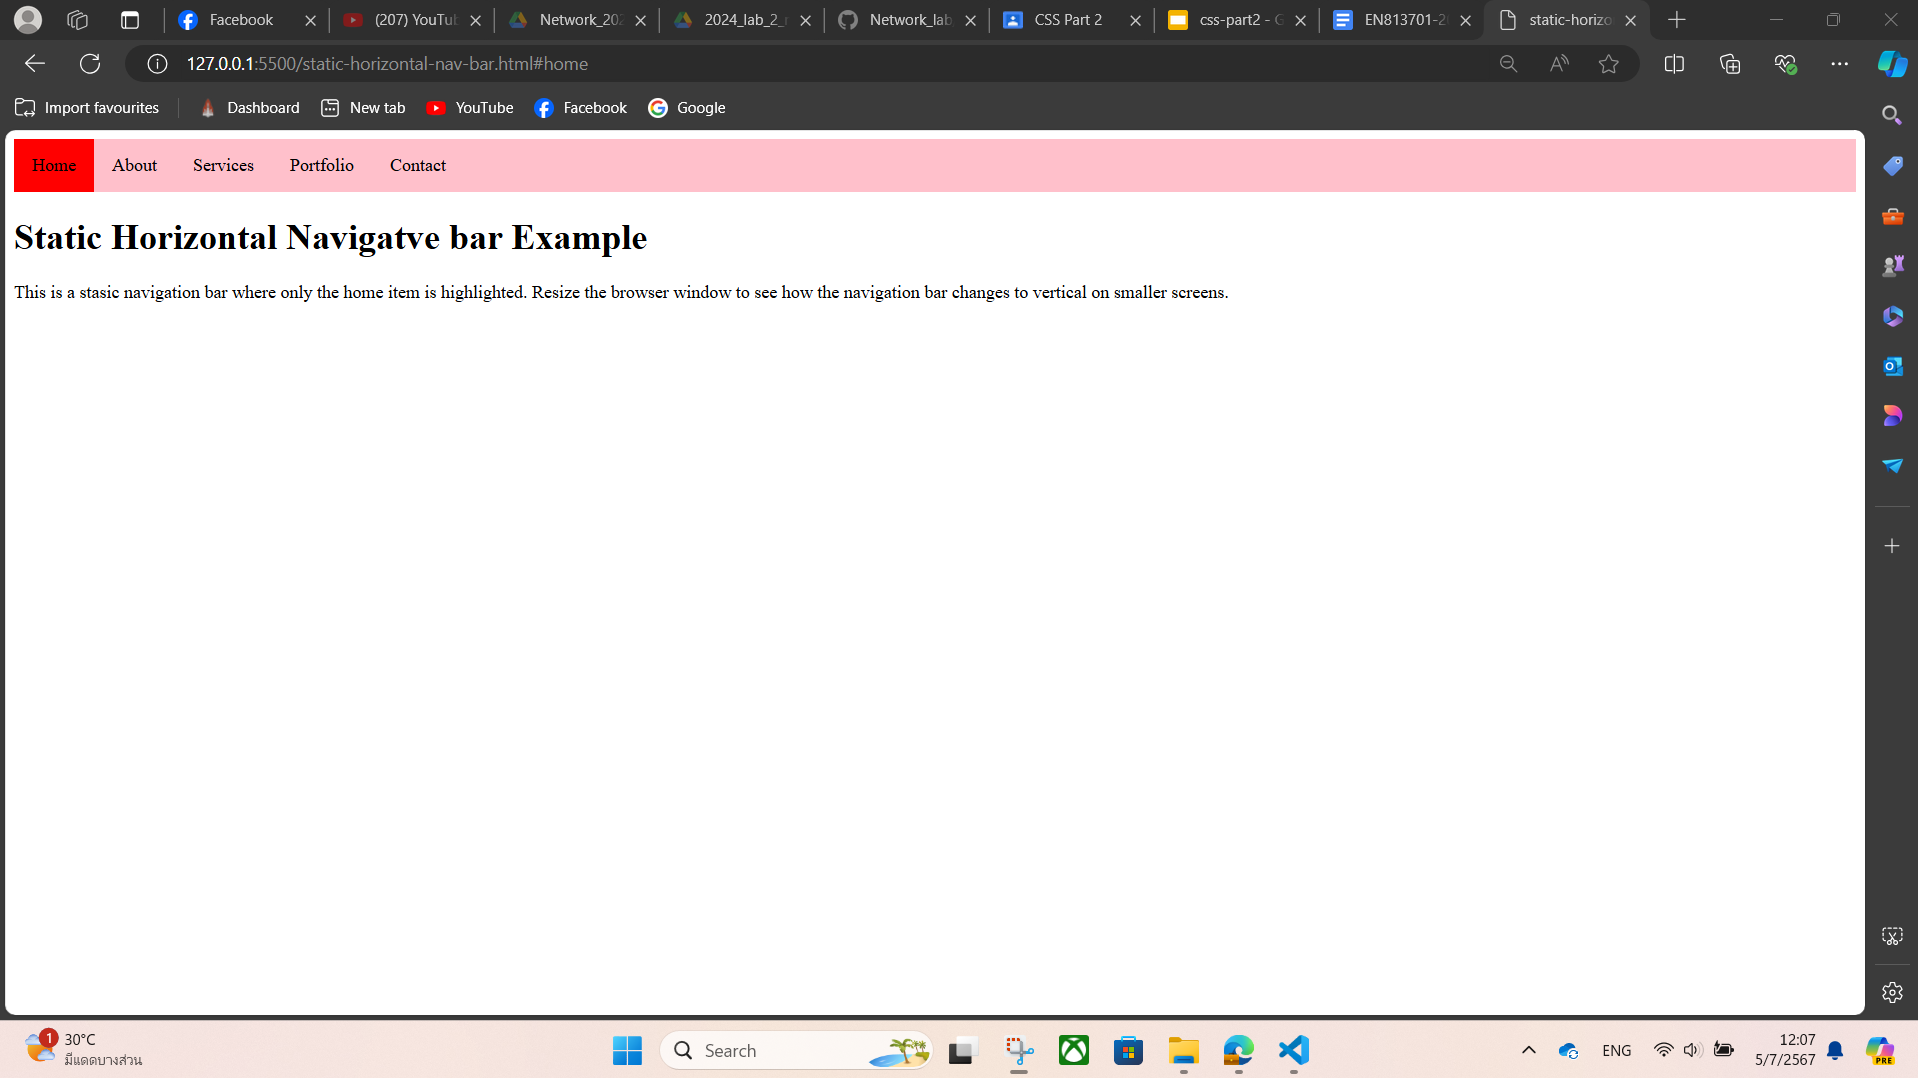 Facebook
(207) YouTub
Network_202
2024_lab_2_r
Network_lab
CSS Part 2
css-part2 - G
EN813701-2
static-horizo
127.0.0.1:5500/static-horizontal-nav-bar.html#home
Import favourites
Dashboard
New tab
YouTube
Facebook
Google
Home
About
Services
Portfolio
Contact
Static Horizontal Navigatve bar Example
This is a stasic navigation bar where only the home item is highlighted. Resize the browser window to see how the navigation bar changes to vertical on smaller screens.
1
30°C
มีแดดบางส่วน
Search
ENG
12:07
5/7/2567
PRE